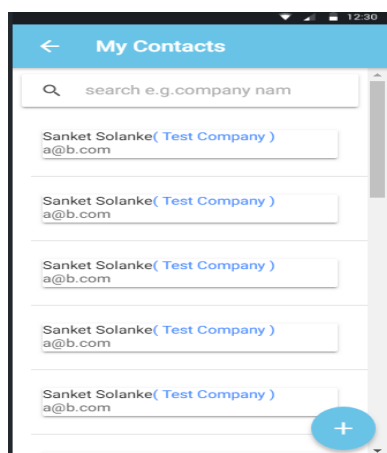 12:30
My Contacts
search e.g.company nam
Sanket Solanke( Test Company )
a@b.com
Sanket Solanke( Test Company )
a@b.com
Sanket Solanke( Test Company )
a@b.com
Sanket Solanke( Test Company )
a@b.com
Sanket Solanke( Test Company )
a@b.com
+